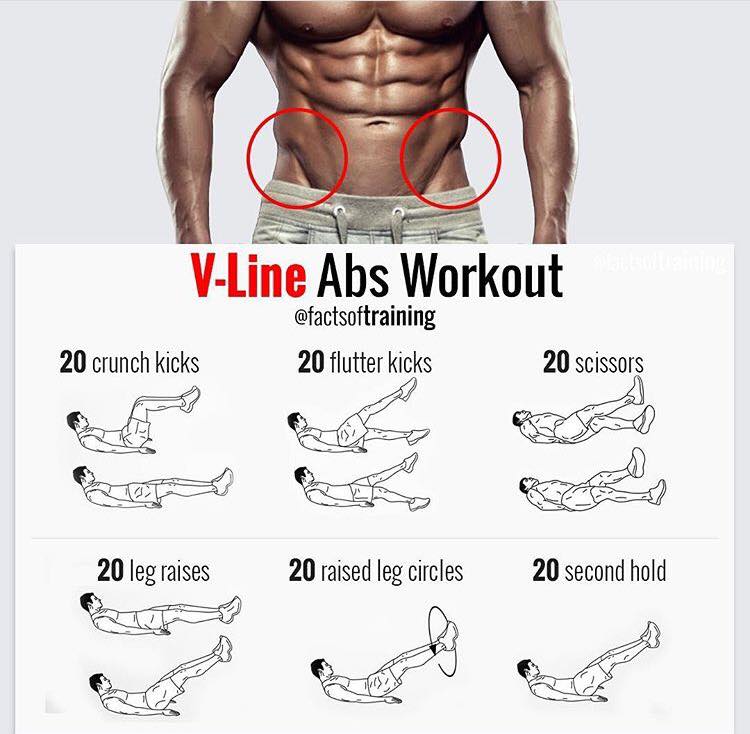 @factsoftraining
V-Line Abs Workout
@factsoftraining
20 crunch kicks
20 flutter kicks
20 scissors
20 leg raises
20 raised leg circles
20 second hold